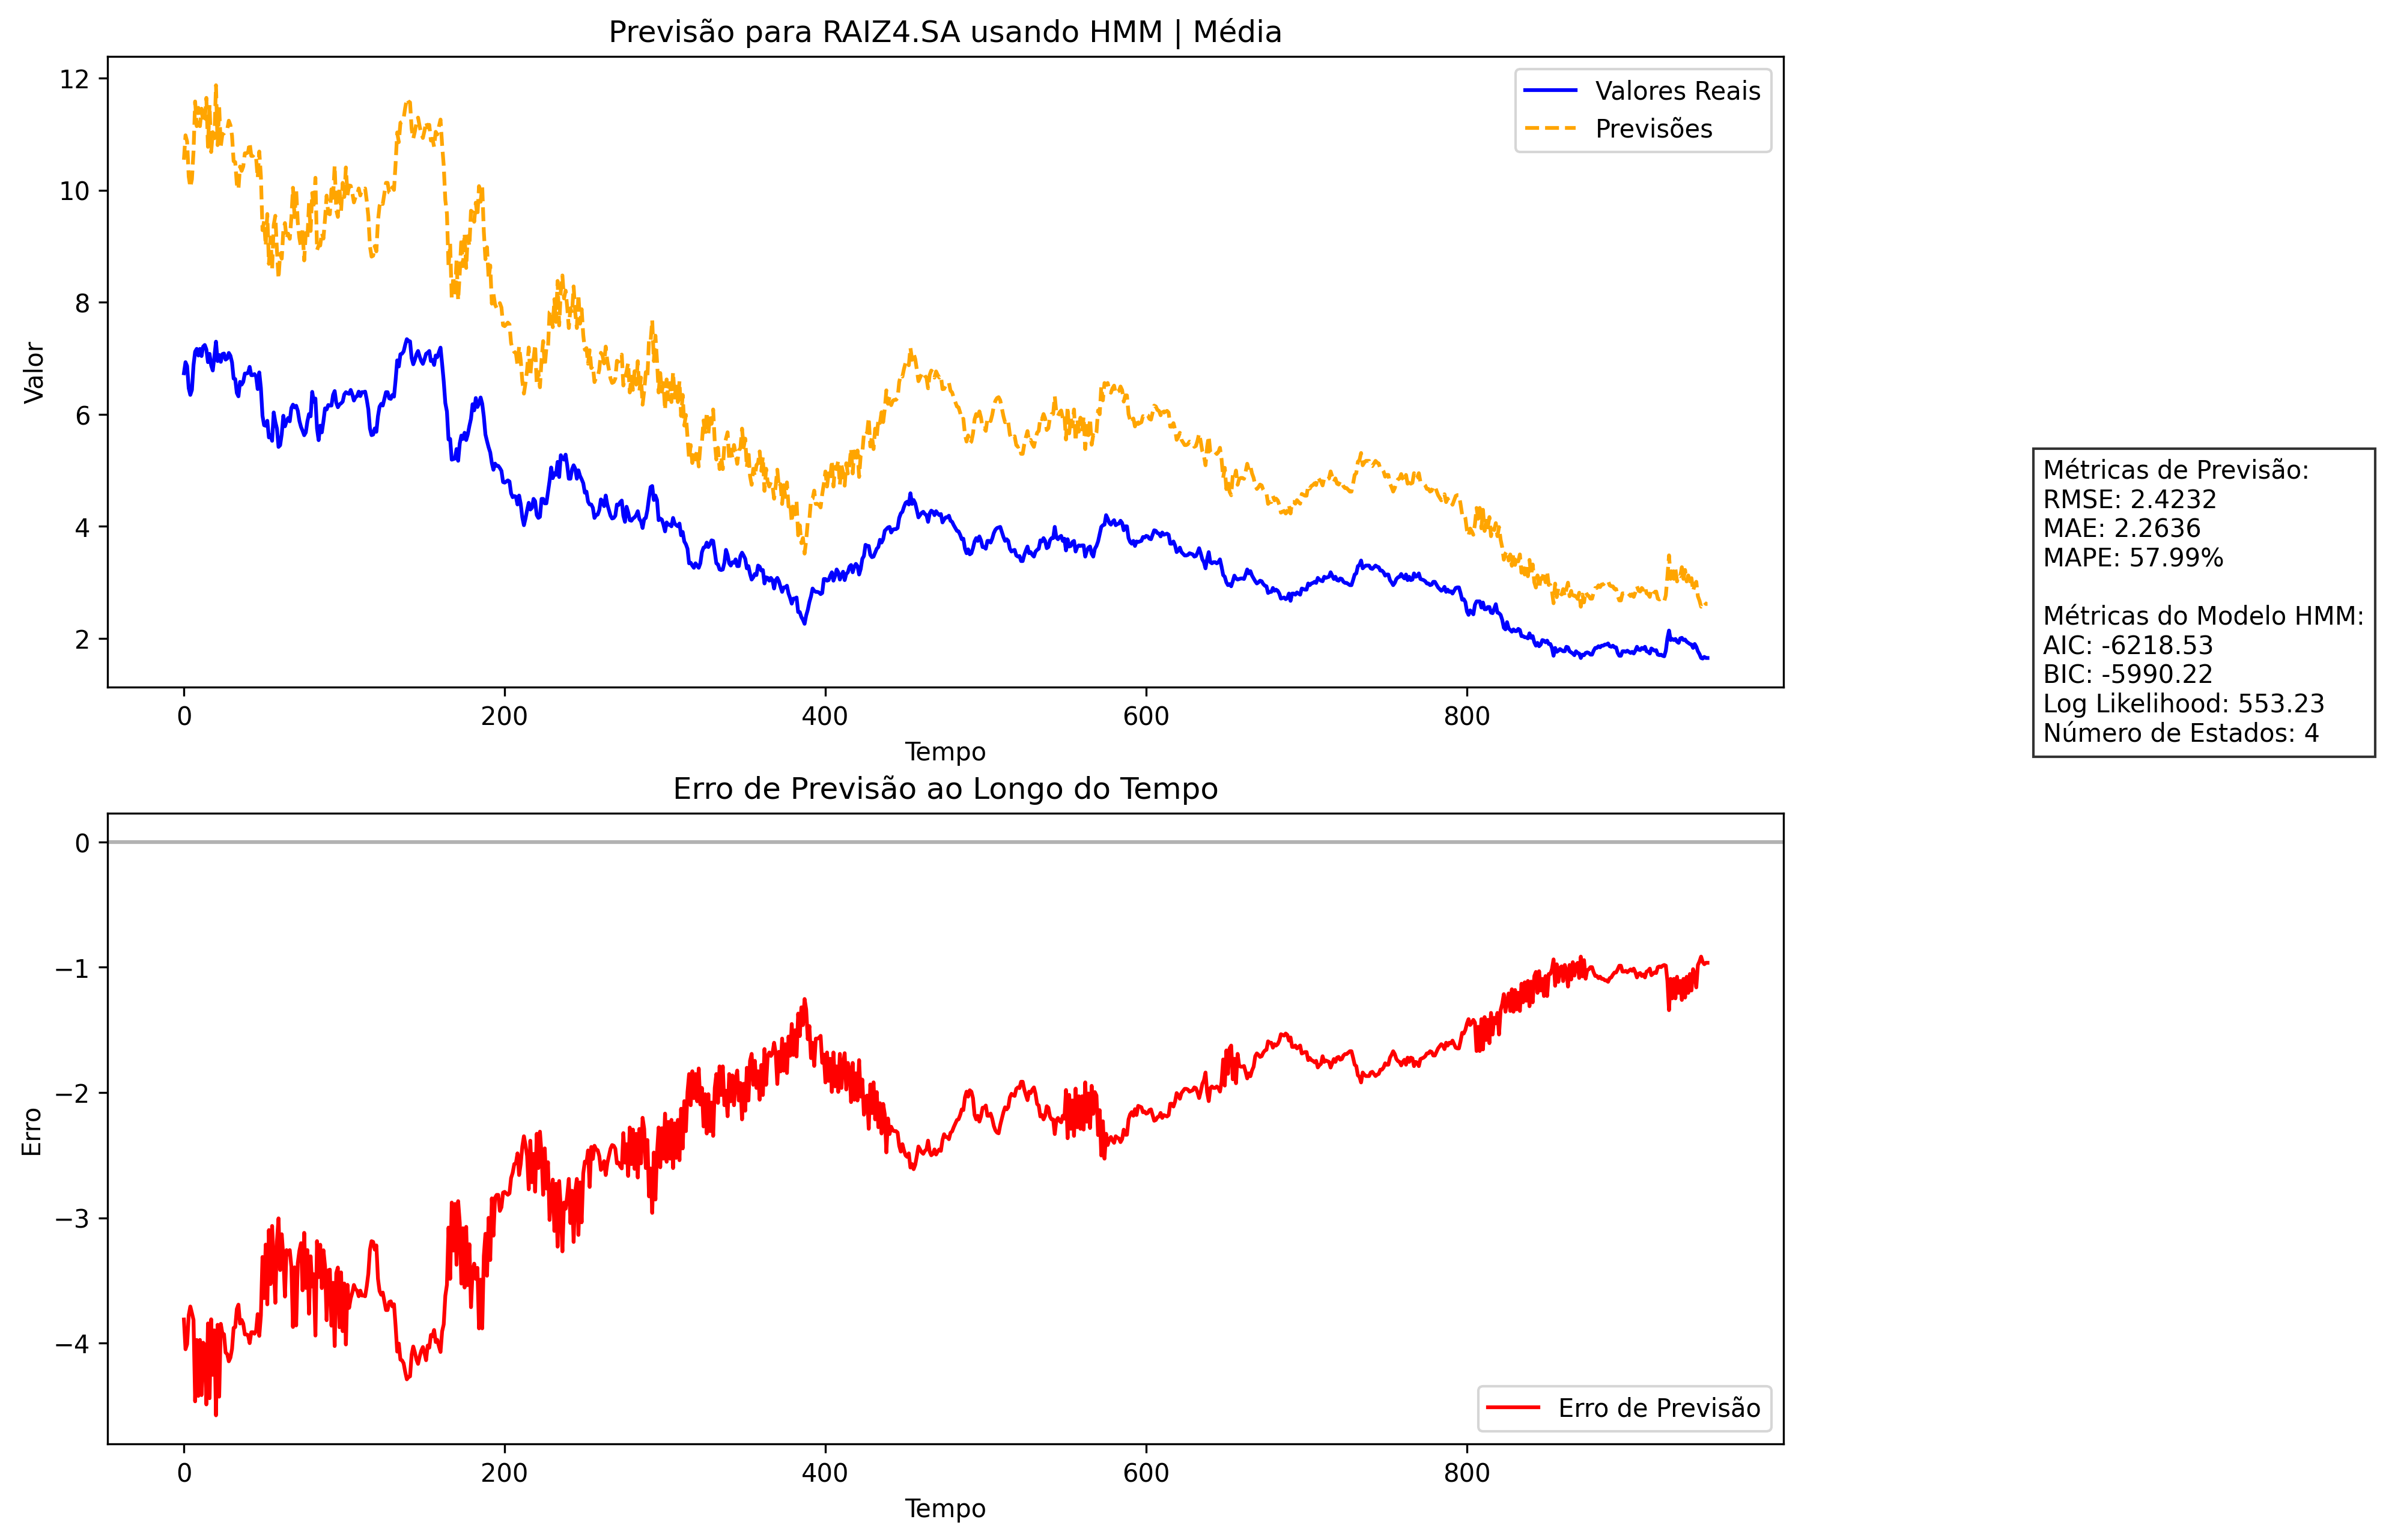 Previsão para RAIZ4.SA usando HMM | Média
Valor
12
10
8
6
4
2
Valores Reais
Previsões
0
200
400
600
800
Tempo
Métricas de Previsão:
RMSE: 2.4232
MAE: 2.2636
MAPE: 57.99%
Métricas do Modelo HMM:
AIC: -6218.53
BIC: -5990.22
Log Likelihood: 553.23
Número de Estados: 4
Erro de Previsão ao Longo do Tempo
Erro
0
−1
−2
−3
−4
Erro de Previsão
0
200
400
600
800
Tempo